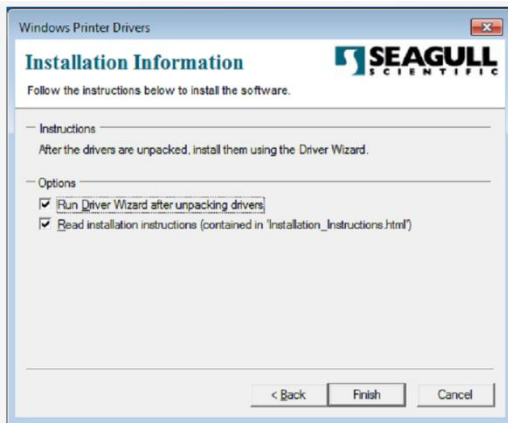 Windows Printer Drivers
Installation Information
SEAGULL
SCIENTIFIC
Follow the instructions below to install the software.
Instructions
After the drivers are unpacked, install them using the Driver Wizard.
Options
Run Driver Wizard after unpacking drivers
Read installation instructions (contained in 'Installation_Instructions.html')
< Back
Finish
Cancel